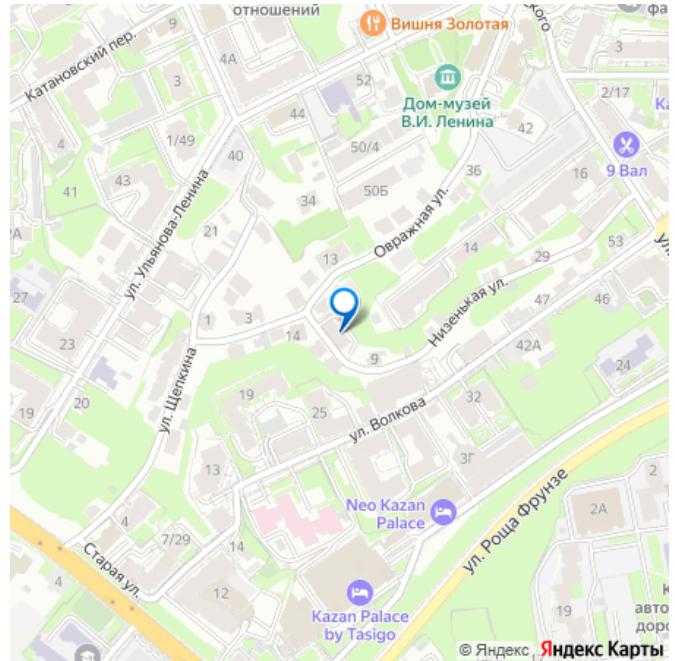 отношений
Вишня Золотая
Катановский пер.
3
9
4А
52
3
фа
Дом-музей
В.И. Ленина
2/17
4
1/49
44
50/4
42
9 Вал
40
36
41
43
50Б
16
34
ул. Ульянова-Ленина
21
13
Овражная ул.
14
53
29
27
1
3
14
Низенькая ул.
47
46
23
9
42А
24
ул. Щепкина
19
20
19
25
32
ул. Волкова
13
3Г
Neo Kazan
Palace
2
2А
4
7/29
14
ул. Роща Фрунзе
Старая ул.
4
12
19
авто
доро
Kazan Palace
by Tasigo
© Яндекс Яндекс Карты